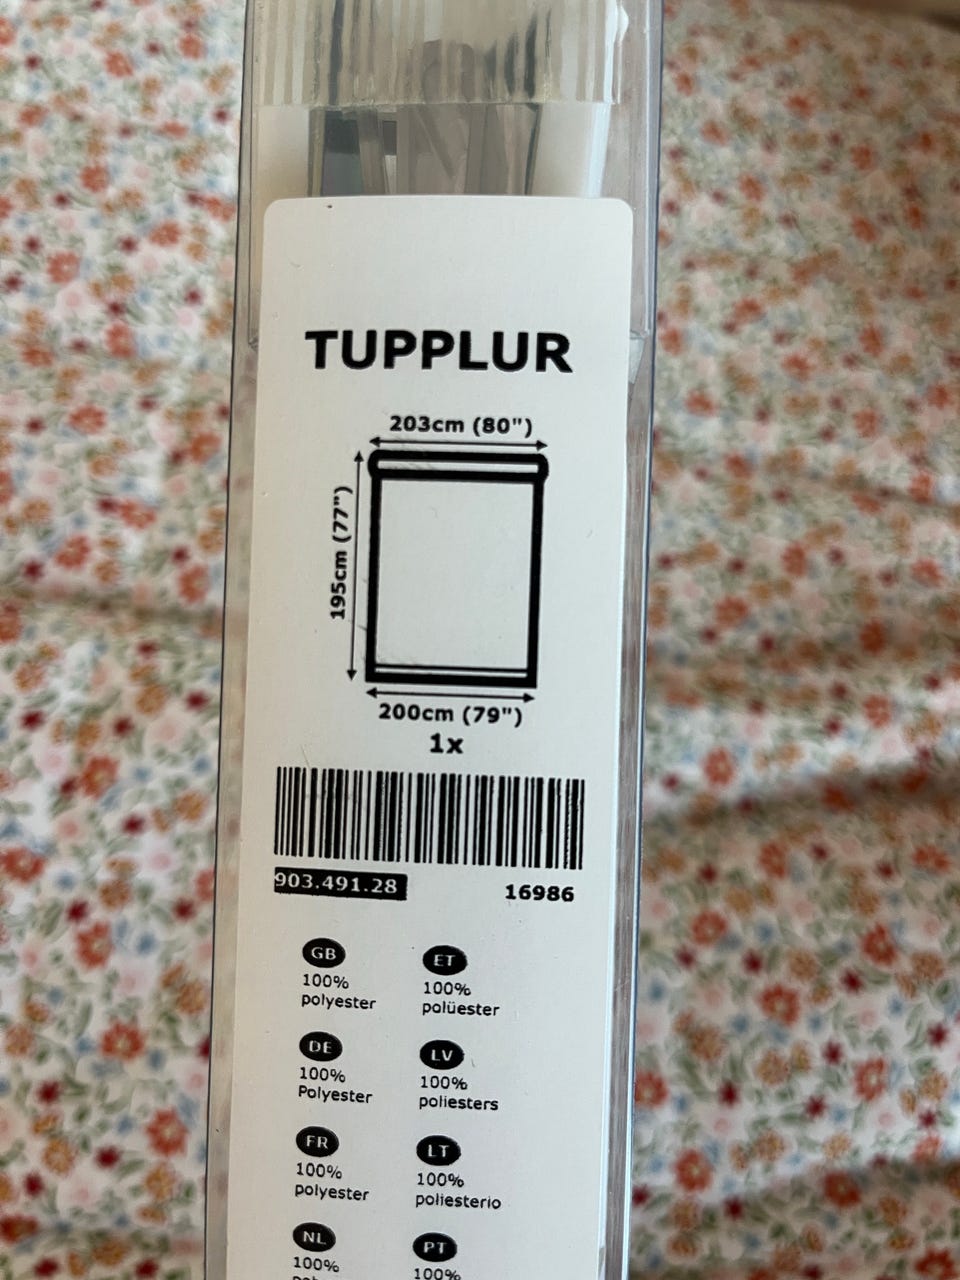 TUPPLUR
203cm (80")
195cm (77")
200cm (79")
1x
903.491.28
16986
GB
100%
polyester
DE
100%
Polyester
FR
100%
polyester
NL
100%
ET
100%
polüester
LV
100%
poliesters
LT
100%
poliesterio
PT
100%